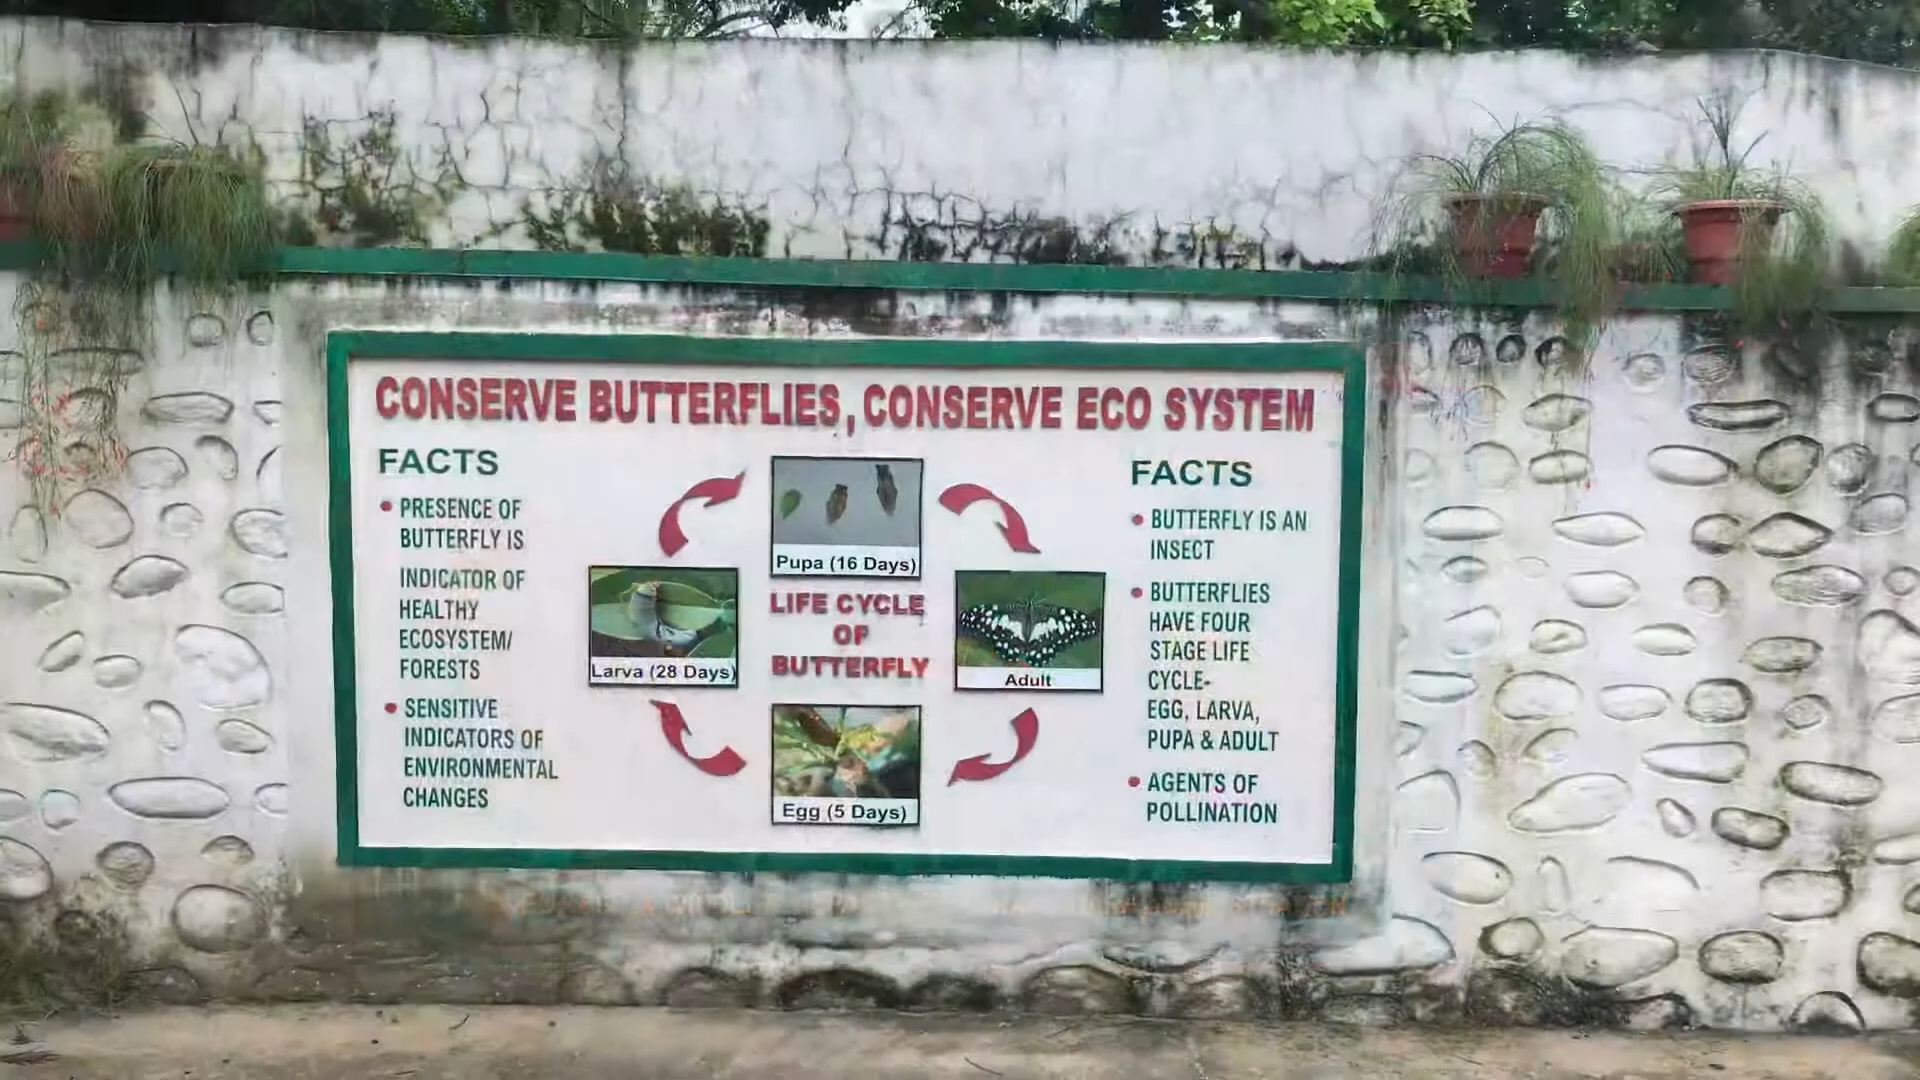 CONSERVE BUTTERFLIES, CONSERVE ECO SYSTEM
FACTS
• PRESENCE OF
BUTTERFLY IS
INDICATOR OF
HEALTHY
ECOSYSTEM/
FORESTS
• SENSITIVE
INDICATORS OF
ENVIRONMENTAL
CHANGES
Pupa (16 Days)
Larva (28 Days)
LIFE CYCLE
OF
BUTTERFLY
Adult
Egg (5 Days)
FACTS
• BUTTERFLY IS AN
INSECT
• BUTTERFLIES
HAVE FOUR
STAGE LIFE
CYCLE-
EGG, LARVA,
PUPA & ADULT
• AGENTS OF
POLLINATION